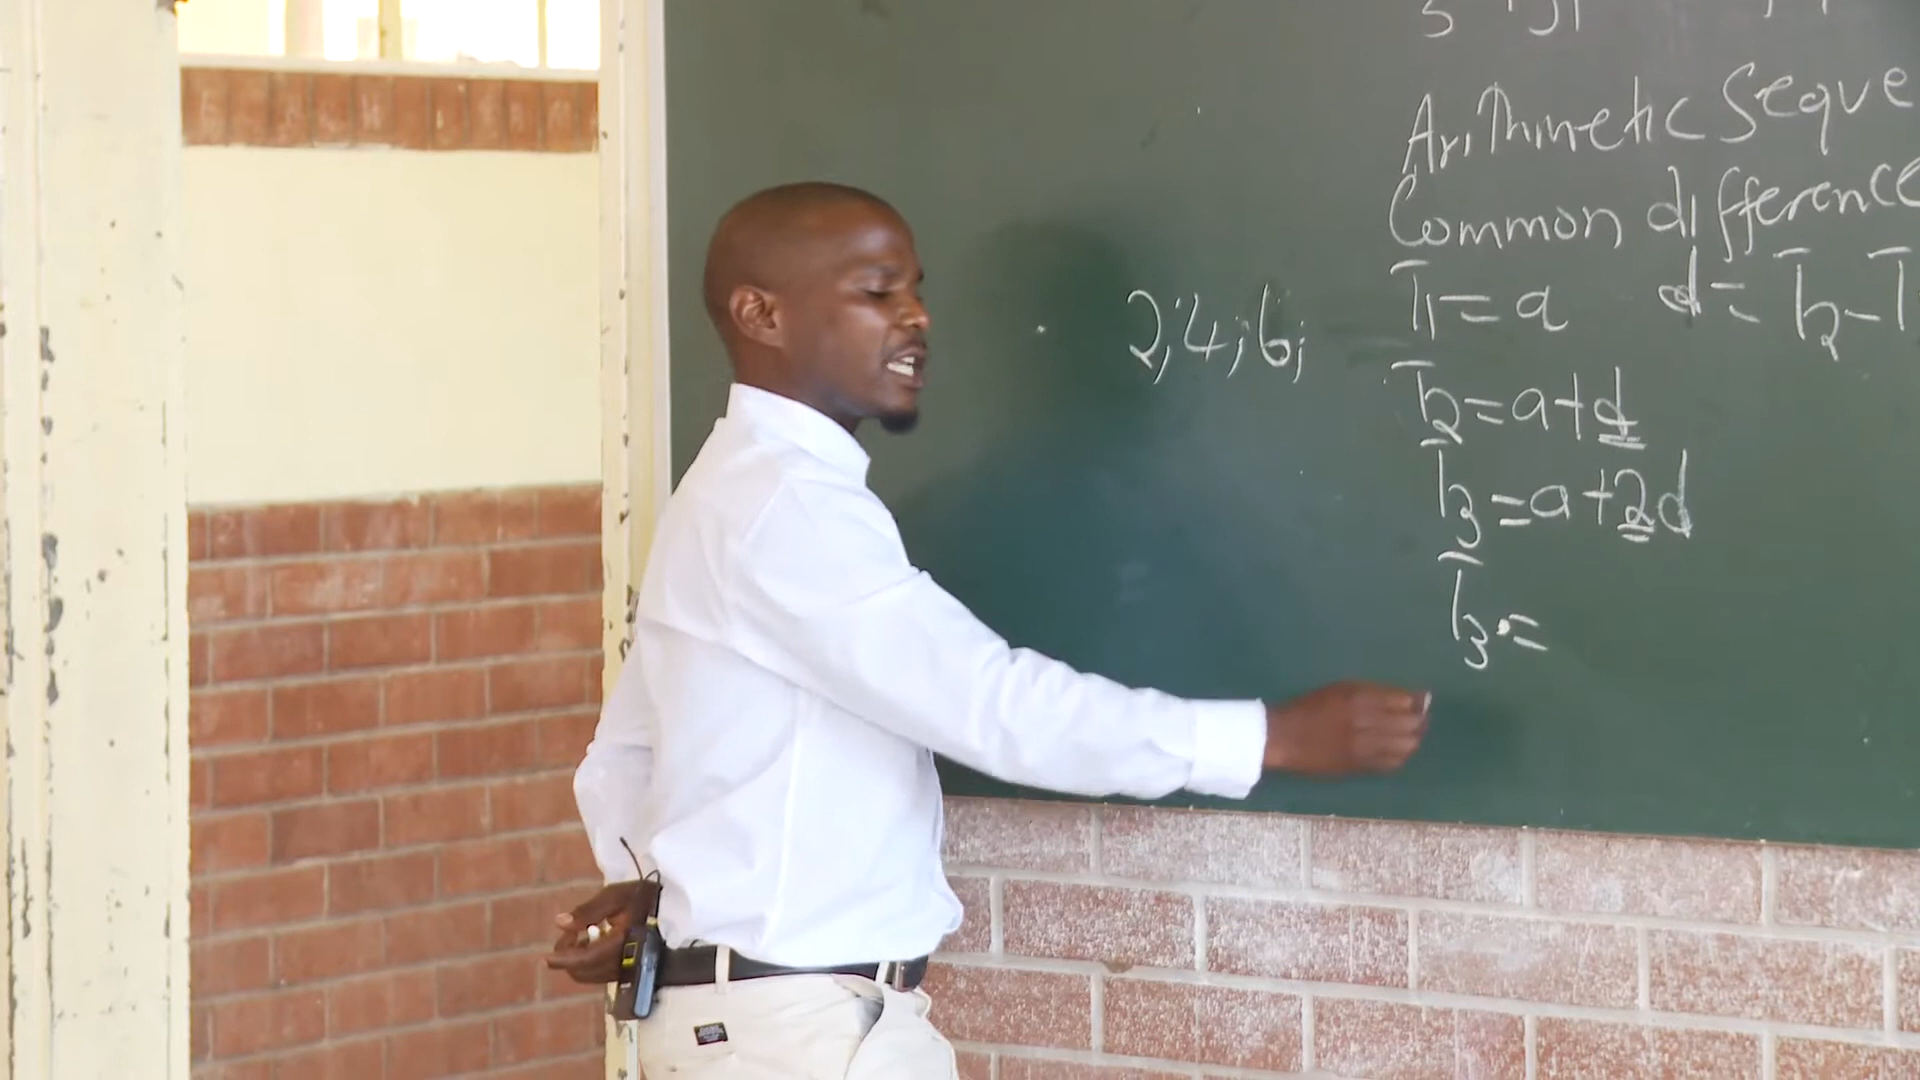 Arithmetic Seque
Common difference
T1 = a d = T2 - T
2; 4; 6;
T2 = a + d
T3 = a + 2d
T3 =